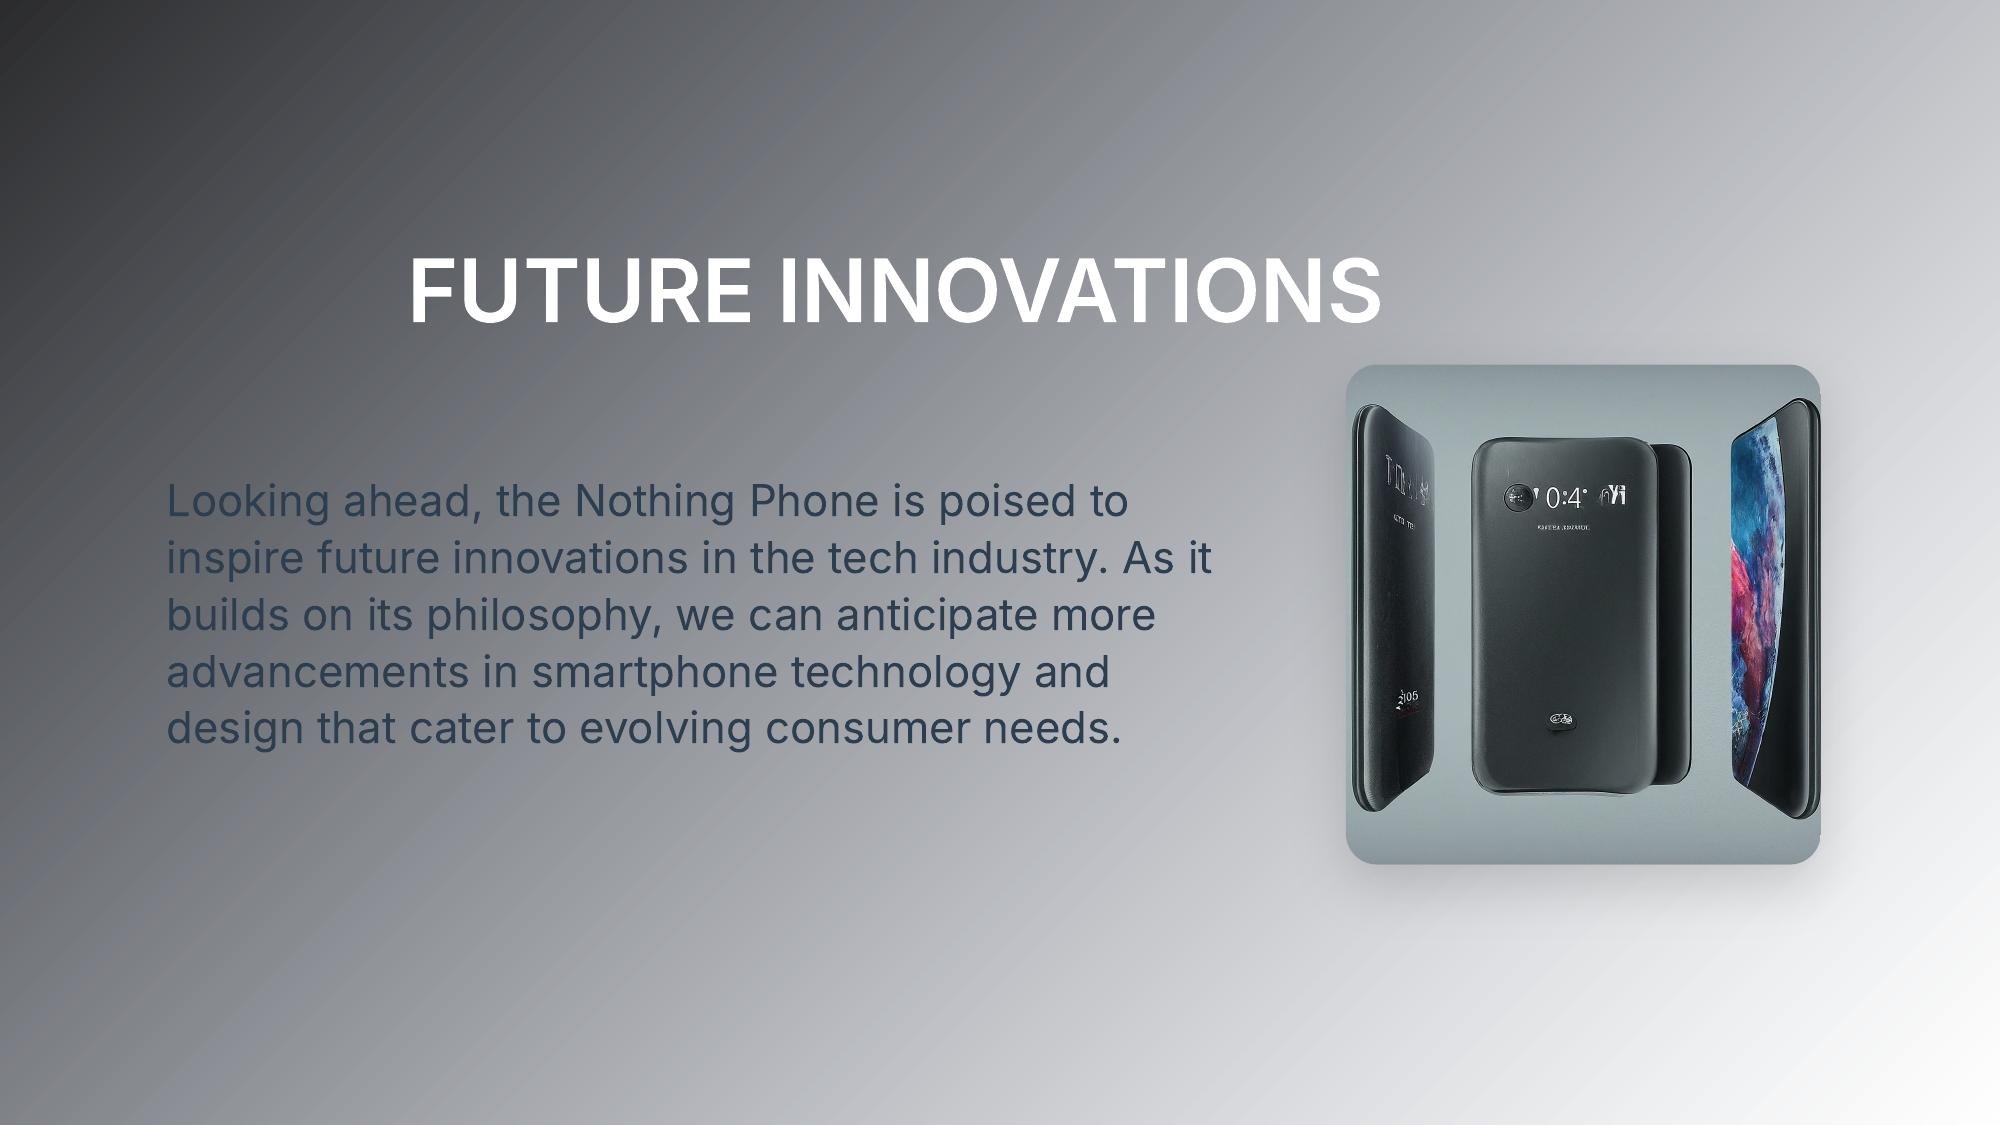 FUTURE INNOVATIONS
Looking ahead, the Nothing Phone is poised to
inspire future innovations in the tech industry. As it
builds on its philosophy, we can anticipate more
advancements in smartphone technology and
design that cater to evolving consumer needs.
0:4